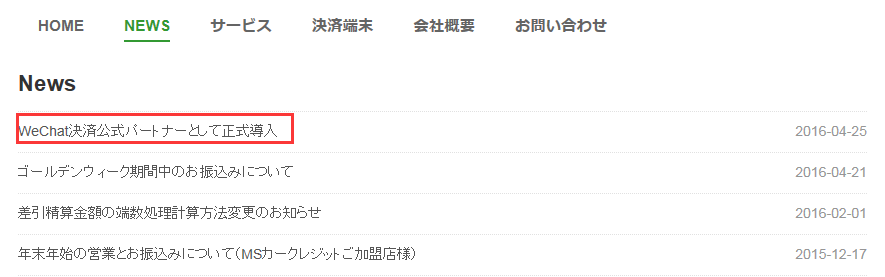 HOME NEWS サービス 決済端末 会社概要 お問い合わせ
News
WeChat決済公式パートナーとして正式導入 2016-04-25
ゴールデンウィーク期間中のお振込みについて 2016-04-21
差引精算金額の端数処理計算方法変更のお知らせ 2016-02-01
年末年始の営業とお振込みについて(MSカークレジットご加盟店様) 2015-12-17